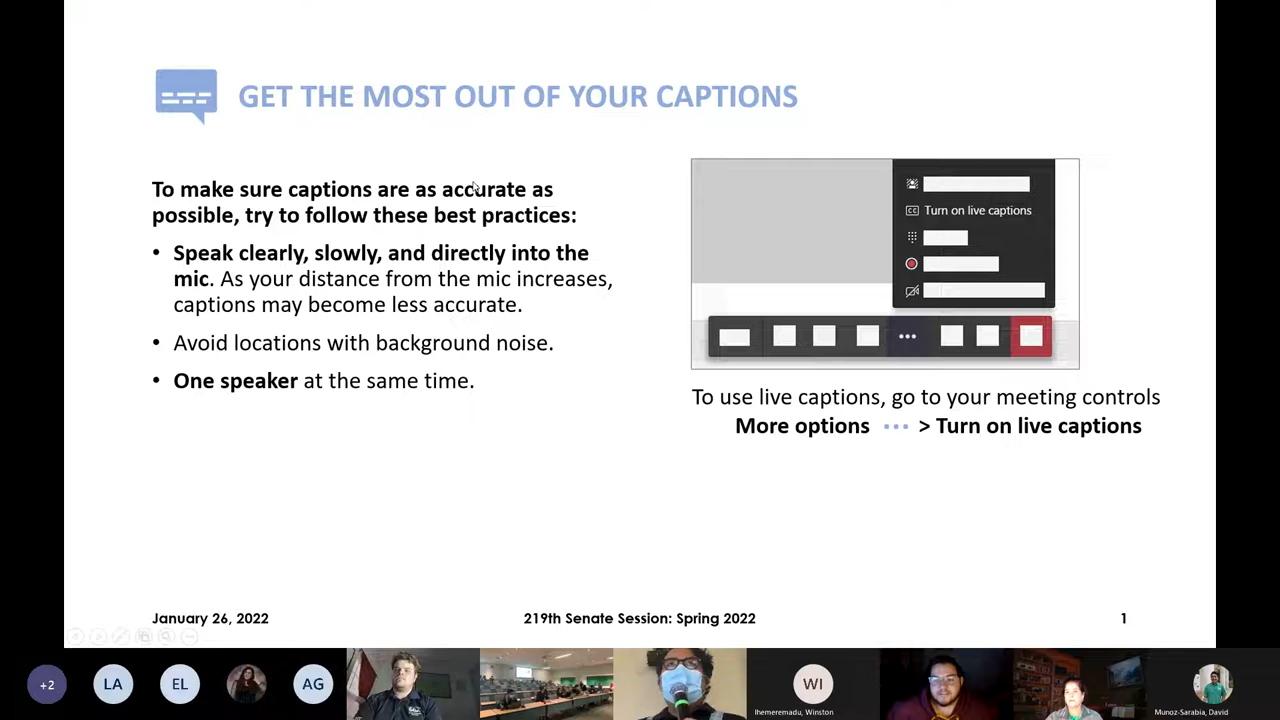 GET THE MOST OUT OF YOUR CAPTIONS
To make sure captions are as accurate as
possible, try to follow these best practices:
• Speak clearly, slowly, and directly into the
mic. As your distance from the mic increases,
captions may become less accurate.
• Avoid locations with background noise.
• One speaker at the same time.
Turn on live captions
To use live captions, go to your meeting controls
More options ••• > Turn on live captions
January 26, 2022
219th Senate Session: Spring 2022
1
+2
LA
EL
AG
WI
Ihemeremadu, Winston
Munoz-Sarabia, David